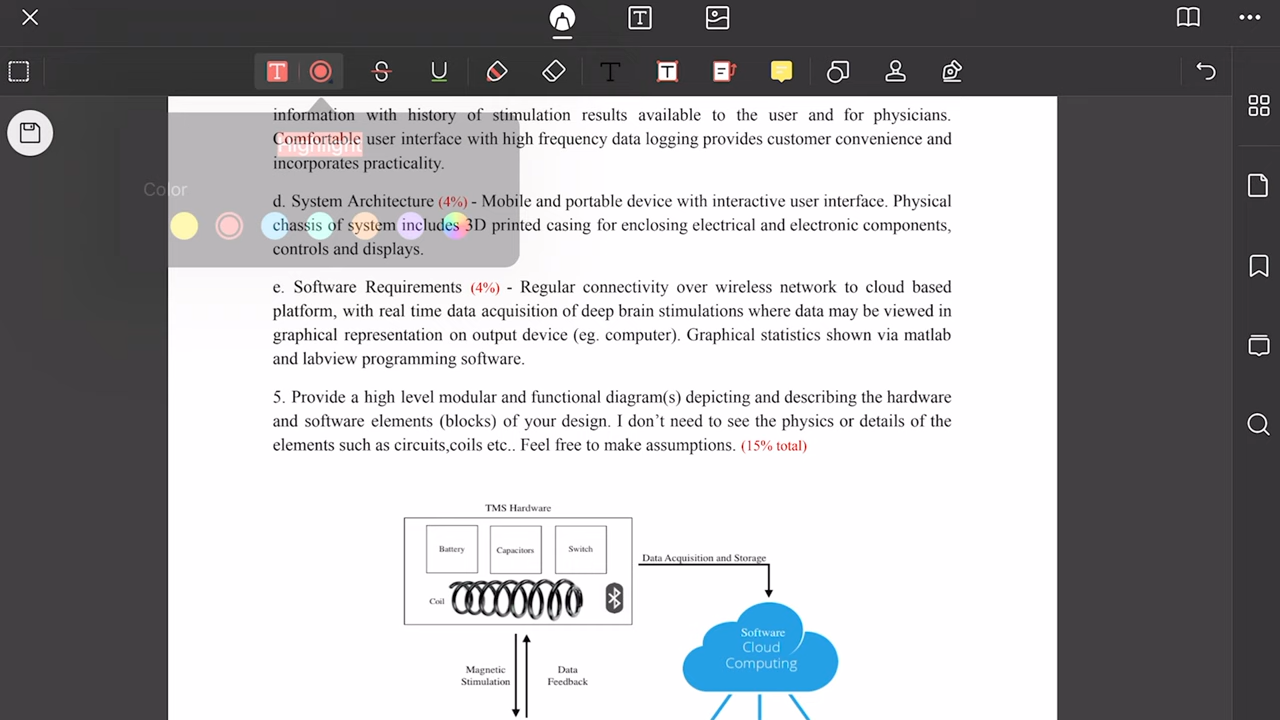 information with history of stimulation results available to the user and for physicians.
Comfortable user interface with high frequency data logging provides customer convenience and
Highlight
incorporates practicality.
Color
d. System Architecture (4%) - Mobile and portable device with interactive user interface. Physical
chassis of system includes 3D printed casing for enclosing electrical and electronic components,
controls and displays.
e. Software Requirements (4%) - Regular connectivity over wireless network to cloud based
platform, with real time data acquisition of deep brain stimulations where data may be viewed in
graphical representation on output device (eg. computer). Graphical statistics shown via matlab
and labview programming software.
5. Provide a high level modular and functional diagram(s) depicting and describing the hardware
and software elements (blocks) of your design. I don't need to see the physics or details of the
elements such as circuits,coils etc.. Feel free to make assumptions. (15% total)
TMS Hardware
Battery
Capacitors
Switch
Coil
Data Acquisition and Storage
Software
Cloud
Computing
Magnetic
Stimulation
Data
Feedback